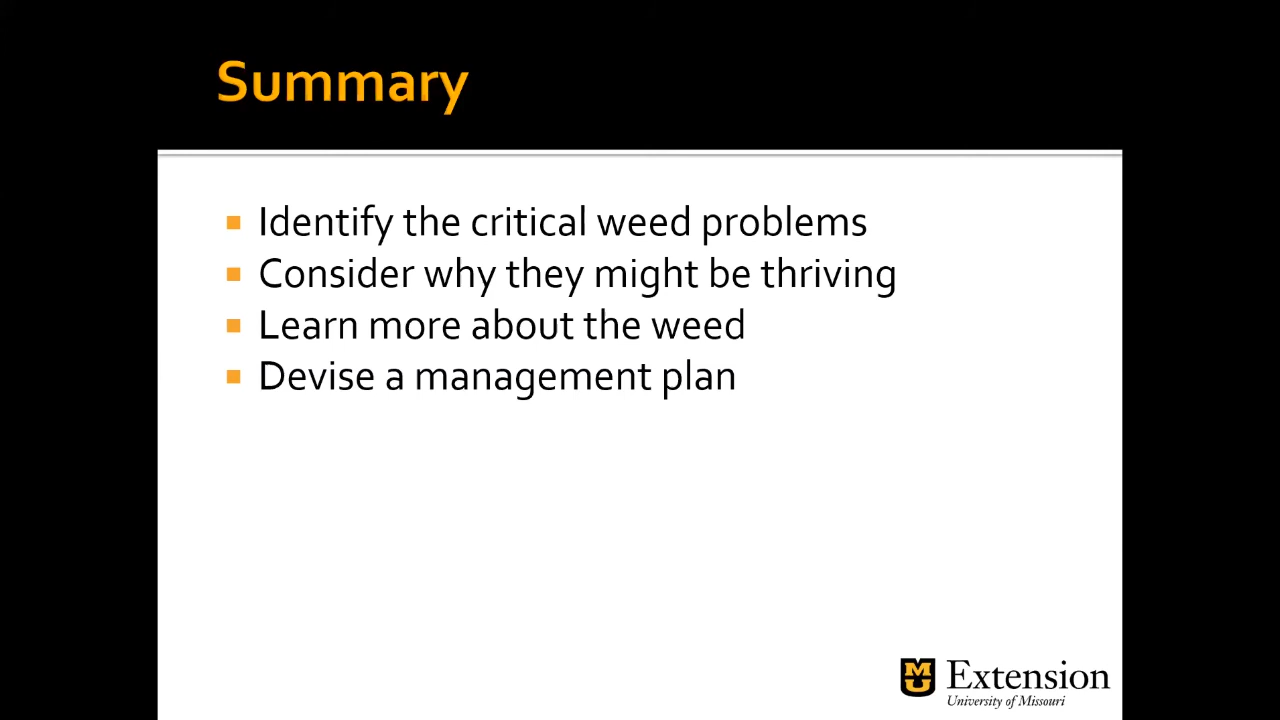 Summary
Identify the critical weed problems
Consider why they might be thriving
Learn more about the weed
Devise a management plan
MU Extension
University of Missouri